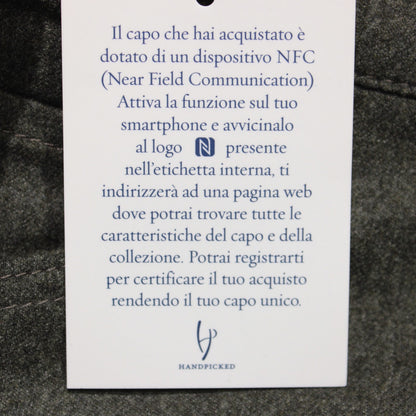 Il capo che hai acquistato è
dotato di un dispositivo NFC
(Near Field Communication)
Attiva la funzione sul tuo
smartphone e avvicinalo
al logo N presente
nell'etichetta interna, ti
indirizzerà ad una pagina web
dove potrai trovare tutte le
caratteristiche del capo e della
collezione. Potrai registrarti
per certificare il tuo acquisto
rendendo il tuo capo unico.
HANDPICKED